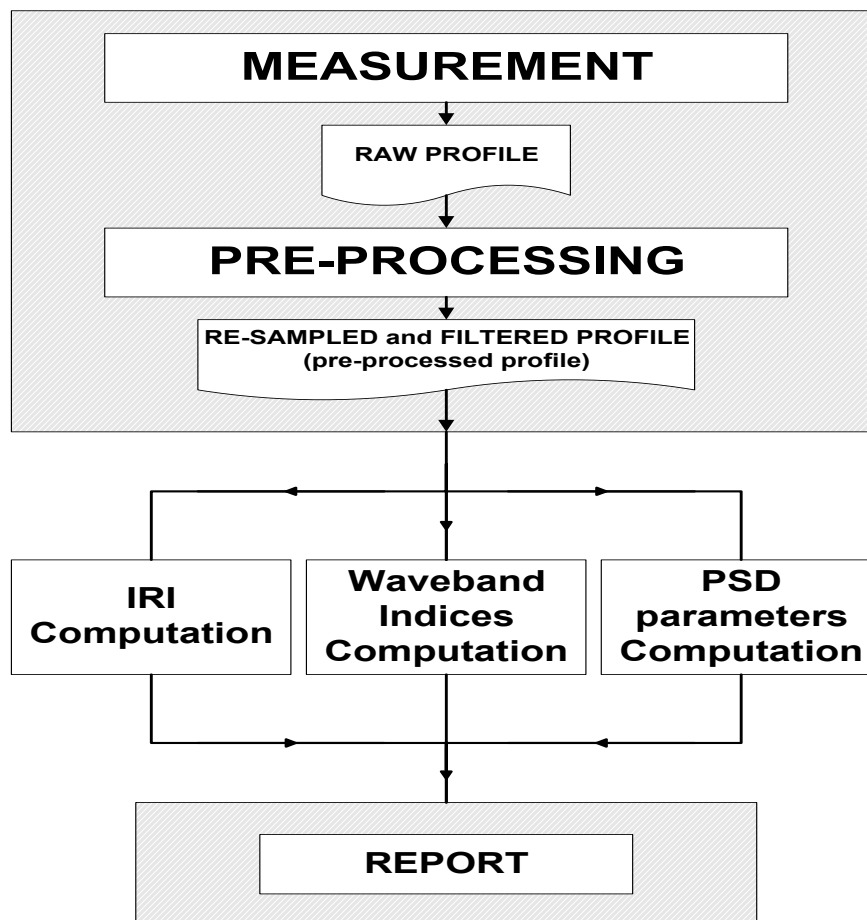 MEASUREMENT
RAW PROFILE
PRE-PROCESSING
RE-SAMPLED and FILTERED PROFILE
(pre-processed profile)
IRI
Computation
Waveband
Indices
Computation
PSD
parameters
Computation
REPORT